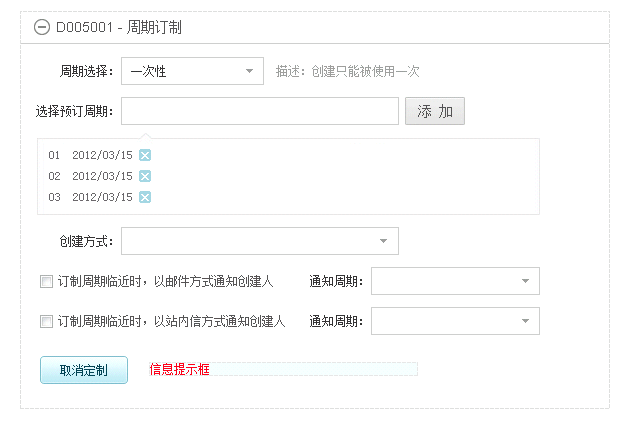 D005001 - 周期订制
周期选择： 一次性 描述：创建只能被使用一次
选择预订周期： 添 加
01 2012/03/15
02 2012/03/15
03 2012/03/15
创建方式：
订制周期临近时，以邮件方式通知创建人 通知周期：
订制周期临近时，以站内信方式通知创建人 通知周期：
取消定制 信息提示框